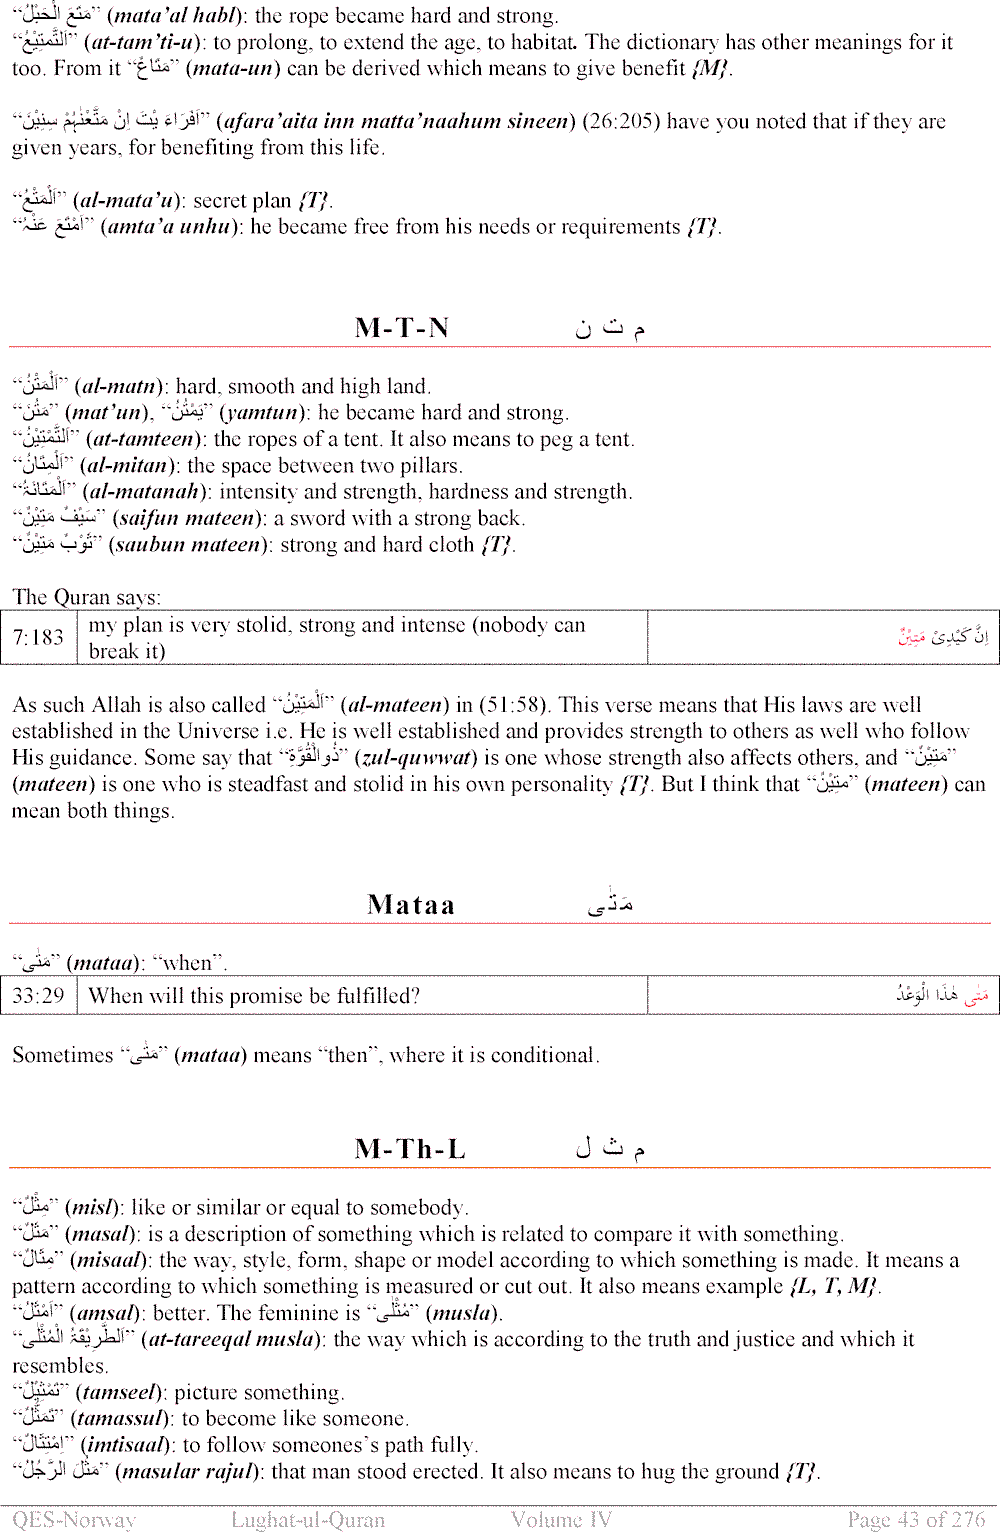 “مَتَعَ الْحَبْلُ” (mata’al habl): the rope became hard and strong.
“اَلتَّمْتِيْعُ” (at-tam’ti-u): to prolong, to extend the age, to habitat. The dictionary has other meanings for it
too. From it “مَتَاعٌ” (mata-un) can be derived which means to give benefit {M}.
“اَفَرَاءَ يْتَ اِنْ مَتَّعْنٰہُمْ سِنِيْنَ” (afara’aita inn matta’naahum sineen) (26:205) have you noted that if they are
given years, for benefiting from this life.
“اَلْمَتْعُ” (al-mata’u): secret plan {T}.
“اَمْتَعَ عَنْہُ” (amta’a unhu): he became free from his needs or requirements {T}.
M-T-N م ت ن
“اَلْمَتْنُ” (al-matn): hard, smooth and high land.
“مَتُنَ” (mat’un), “يَمْتُنُ” (yamtun): he became hard and strong.
“اَلتَّمْتِيْنُ” (at-tamteen): the ropes of a tent. It also means to peg a tent.
“اَلْمِتَانُ” (al-mitan): the space between two pillars.
“اَلْمَتَانَۃُ” (al-matanah): intensity and strength, hardness and strength.
“سَيْفٌ مَتِيْنٌ” (saifun mateen): a sword with a strong back.
“ثَوْبٌ مَتِيْنٌ” (saubun mateen): strong and hard cloth {T}.
The Quran says:
7:183 my plan is very stolid, strong and intense (nobody can
break it) اِنَّ كَيْدِىْ مَتِيْنٌ
As such Allah is also called “اَلْمَتِيْنُ” (al-mateen) in (51:58). This verse means that His laws are well
established in the Universe i.e. He is well established and provides strength to others as well who follow
His guidance. Some say that “ذُوالْقُوَّۃِ” (zul-quwwat) is one whose strength also affects others, and “مَتِيْنٌ”
(mateen) is one who is steadfast and stolid in his own personality {T}. But I think that “متِيْنٌ” (mateen) can
mean both things.
Mataa مَتٰى
“مَتٰى” (mataa): “when”.
33:29 When will this promise be fulfilled? مَتٰى ھٰذَا الْوَعْدُ
Sometimes “مَتٰى” (mataa) means “then”, where it is conditional.
M-Th-L م ث ل
“مِثْلٌ” (misl): like or similar or equal to somebody.
“مَثَلٌ” (masal): is a description of something which is related to compare it with something.
“مِثَالٌ” (misaal): the way, style, form, shape or model according to which something is made. It means a
pattern according to which something is measured or cut out. It also means example {L, T, M}.
“اَمْثَلُ” (amsal): better. The feminine is “مُثْلٰى” (musla).
“اَلطَّرِيْقَۃُ الْمُثْلٰى” (at-tareeqal musla): the way which is according to the truth and justice and which it
resembles.
“تَمْثِيْلٌ” (tamseel): picture something.
“تَمَثُّلٌ” (tamassul): to become like someone.
“اِمْتِثَالٌ” (imtisaal): to follow someones’s path fully.
“مَثَلَ الرَّجُلُ” (masular rajul): that man stood erected. It also means to hug the ground {T}.
QES-Norway Lughat-ul-Quran Volume IV Page 43 of 276